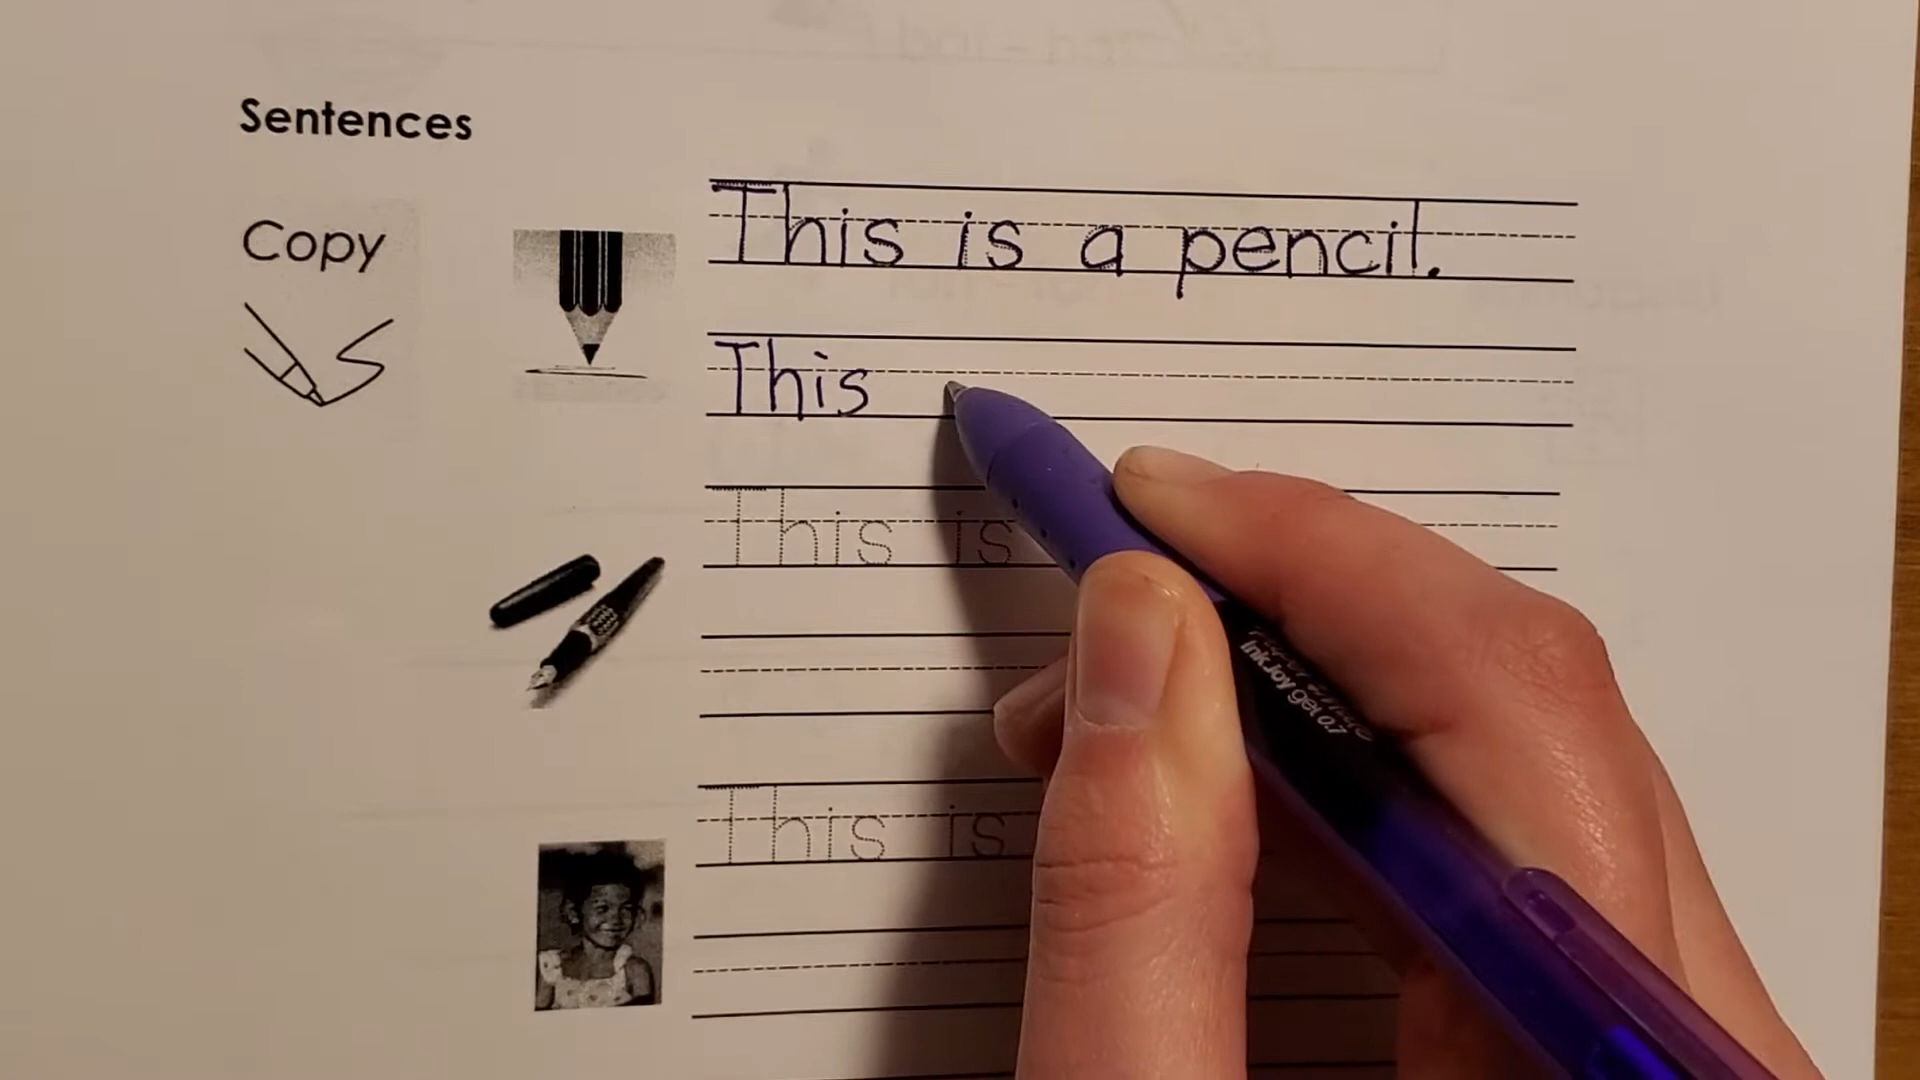 Sentences
Copy
This is a pencil.
This
This is
This is
InkJoy gel 0.7